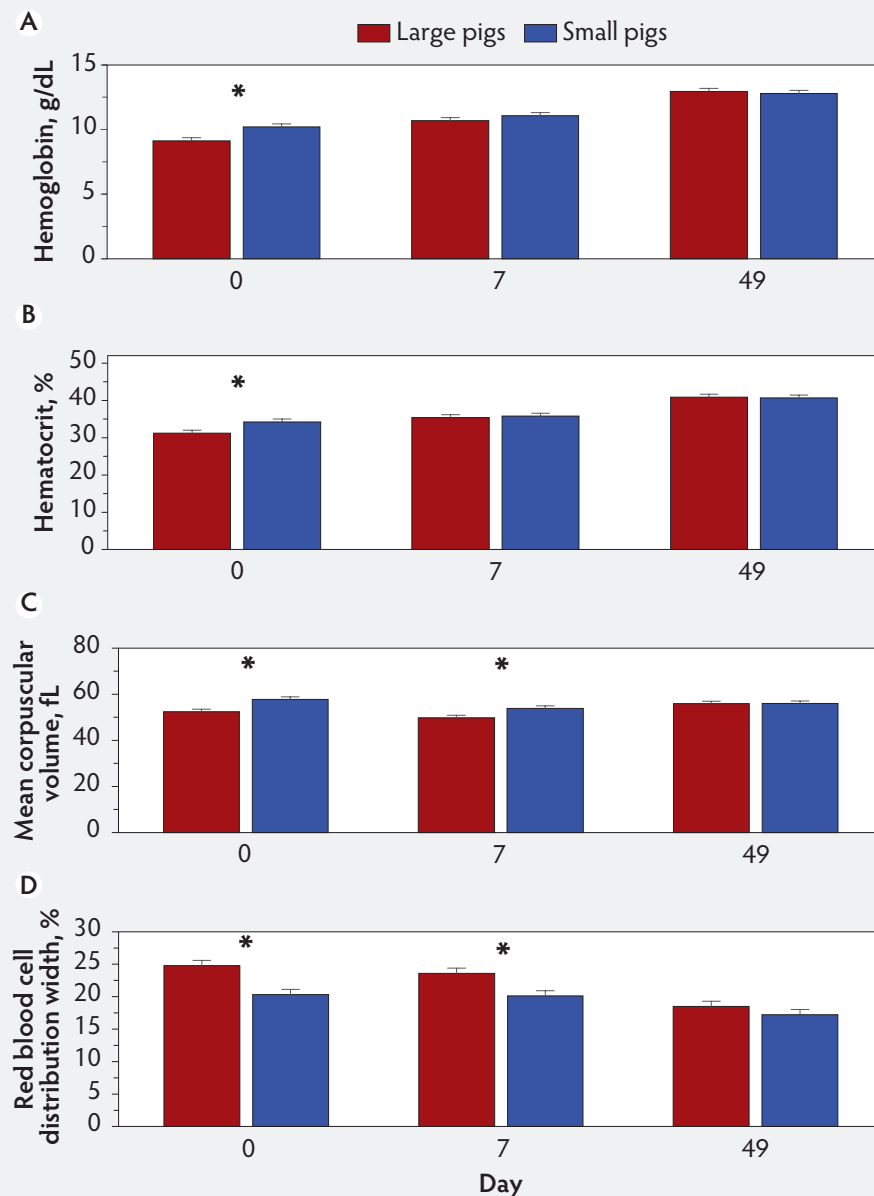 A
Large pigs Small pigs
Hemoglobin, g/dL
15
10
5
0
*
0 7 49
B
Hematocrit, %
50
40
30
20
10
0
*
0 7 49
C
Mean corpuscular
volume, fL
80
60
40
20
0
* *
0 7 49
D
Red blood cell
distribution width, %
30
25
20
15
10
5
0
* *
0 7 49
Day